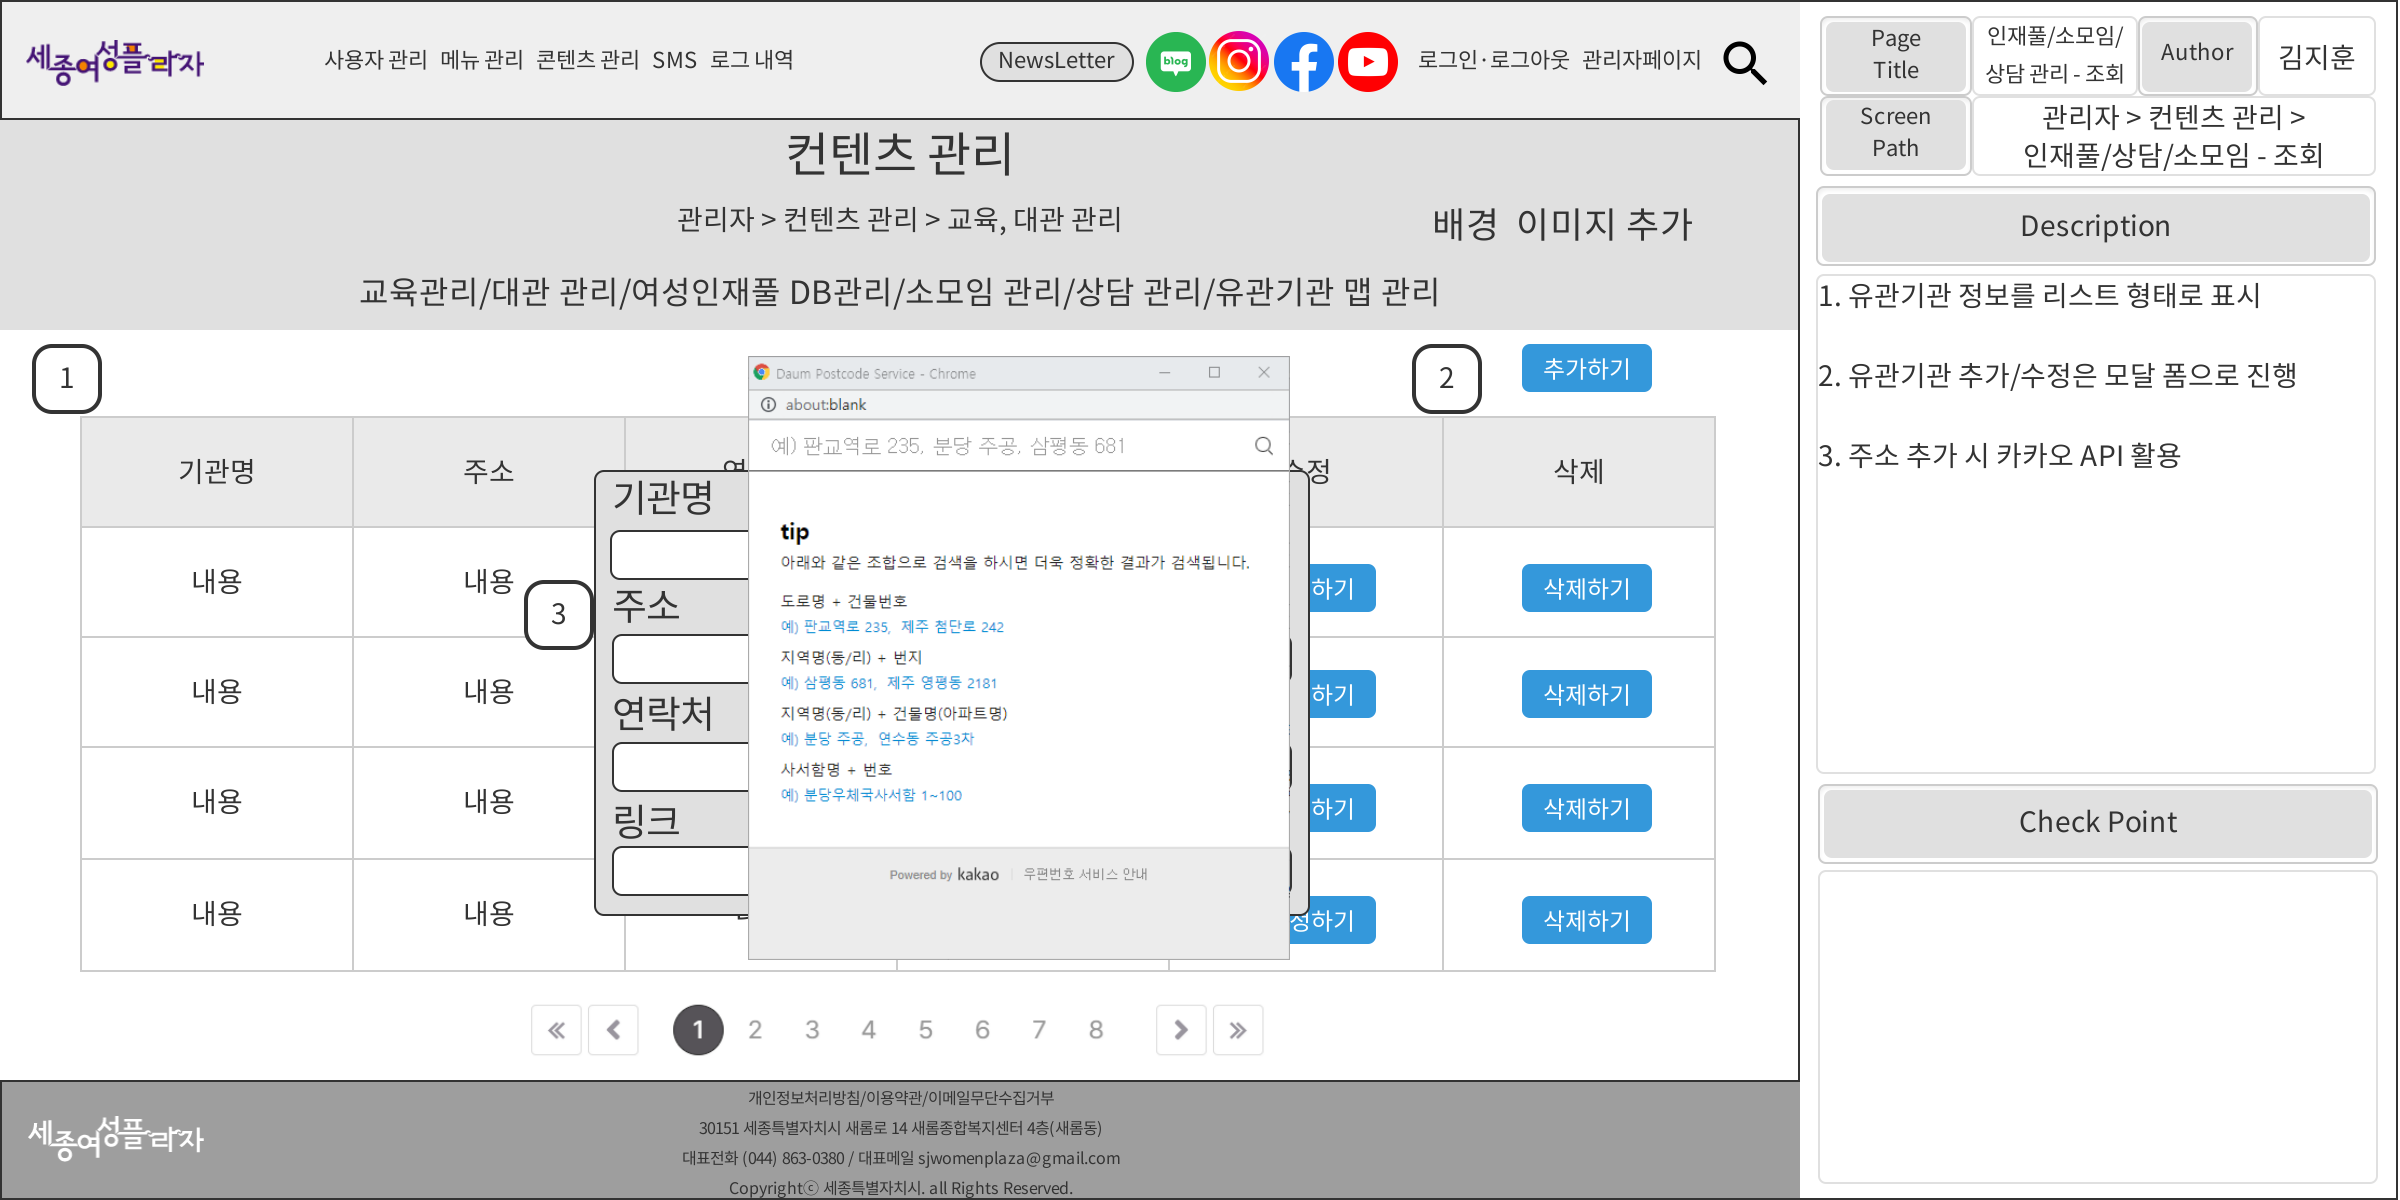 세종여성플라자
사용자 관리 메뉴 관리 콘텐츠 관리 SMS 로그 내역
NewsLetter
blog
로그인·로그아웃 관리자페이지
컨텐츠 관리
관리자 > 컨텐츠 관리 > 교육, 대관 관리
배경 이미지 추가
교육관리/대관 관리/여성인재풀 DB관리/소모임 관리/상담 관리/유관기관 맵 관리
1
2
추가하기
기관명 주소 삭제
내용 내용 하기 삭제하기
내용 내용 하기 삭제하기
내용 내용 하기 삭제하기
내용 내용 정하기 삭제하기
3
기관명
주소
연락처
링크
Daum Postcode Service - Chrome
about:blank
예) 판교역로 235, 분당 주공, 삼평동 681
tip
아래와 같은 조합으로 검색을 하시면 더욱 정확한 결과가 검색됩니다.
도로명 + 건물번호
예) 판교역로 235, 제주 첨단로 242
지역명(동/리) + 번지
예) 삼평동 681, 제주 영평동 2181
지역명(동/리) + 건물명(아파트명)
예) 분당 주공, 연수동 주공3차
사서함명 + 번호
예) 분당우체국사서함 1~100
Powered by kakao 우편번호 서비스 안내
1 2 3 4 5 6 7 8
세종여성플라자
개인정보처리방침/이용약관/이메일무단수집거부
30151 세종특별자치시 새롬로 14 새롬종합복지센터 4층(새롬동)
대표전화 (044) 863-0380 / 대표메일 sjwomenplaza@gmail.com
Copyrightⓒ 세종특별자치시. all Rights Reserved.
Page
Title
인재풀/소모임/
상담 관리 - 조회
Author
김지훈
Screen
Path
관리자 > 컨텐츠 관리 >
인재풀/상담/소모임 - 조회
Description
1. 유관기관 정보를 리스트 형태로 표시
2. 유관기관 추가/수정은 모달 폼으로 진행
3. 주소 추가 시 카카오 API 활용
Check Point